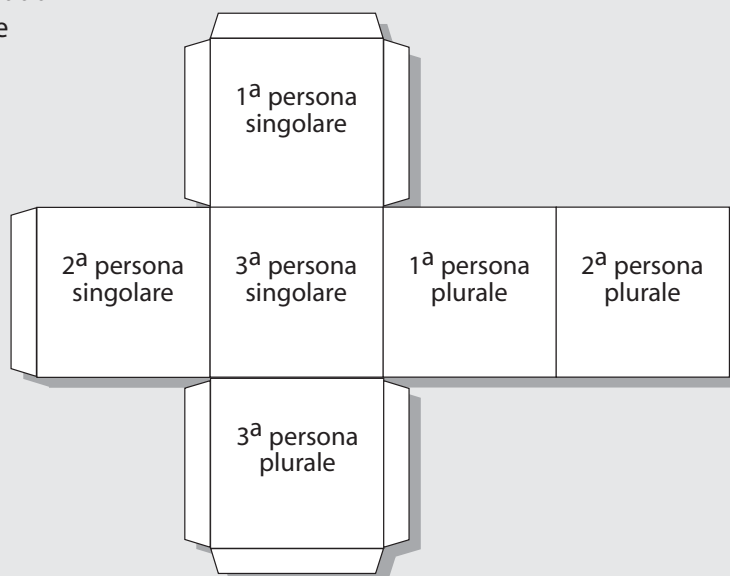 e
1ª persona
singolare
2ª persona
singolare
3ª persona
singolare
1ª persona
plurale
2ª persona
plurale
3ª persona
plurale